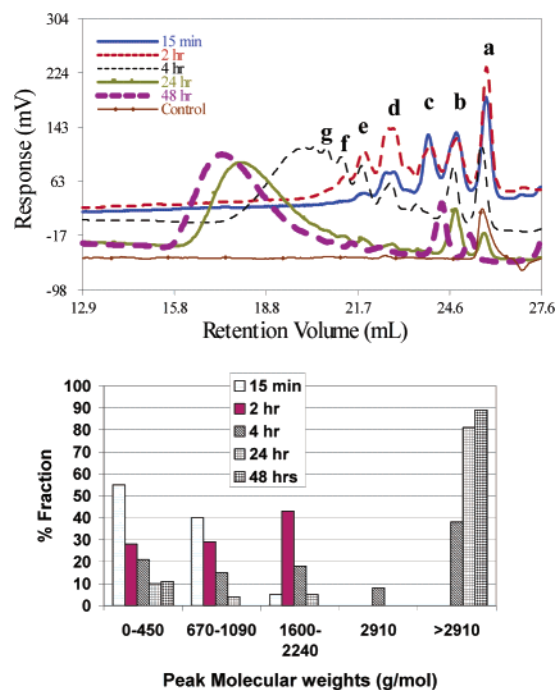 304
224
143
63
-17
-98
Response (mV)
15 min
2 hr
4 hr
24 hr
48 hr
Control
g
f
e
d
c
b
a
12.9 15.8 18.8 21.7 24.6 27.6
Retention Volume (mL)
100
90
80
70
60
50
40
30
20
10
0
% Fraction
15 min
2 hr
4 hr
24 hr
48 hrs
0-450 670-1090 1600- 2910 >2910
2240
Peak Molecular weights (g/mol)